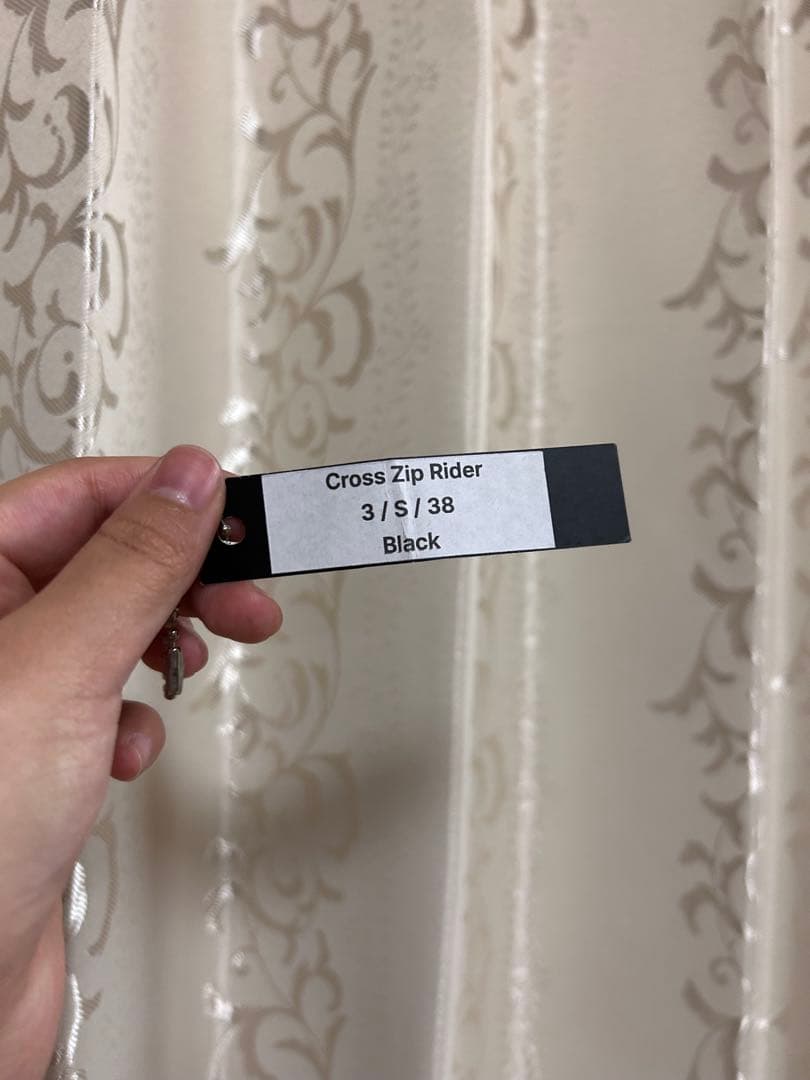 Cross Zip Rider
3 / S / 38
Black